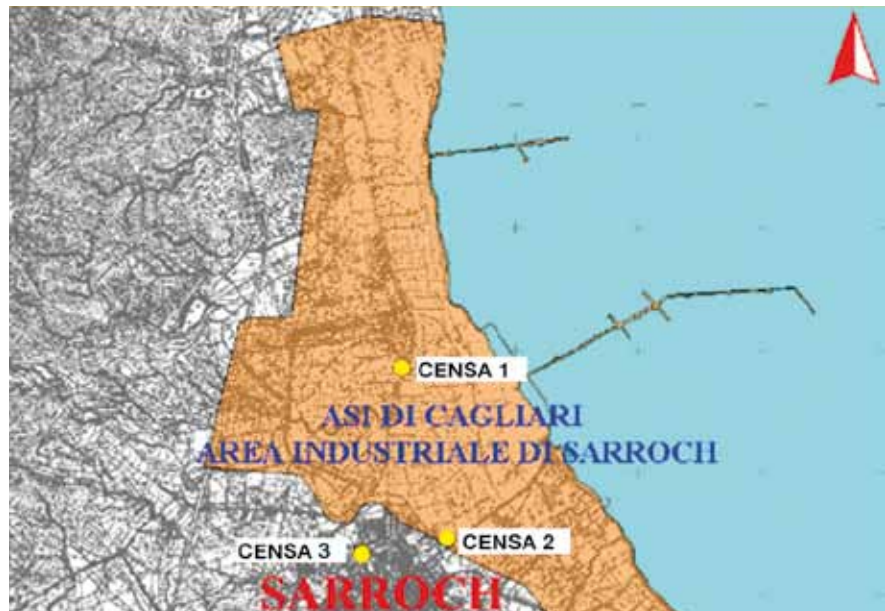 CENSA 1
ASI DI CAGLIARI
AREA INDUSTRIALE DI SARROCH
CENSA 2
CENSA 3
SARROCH